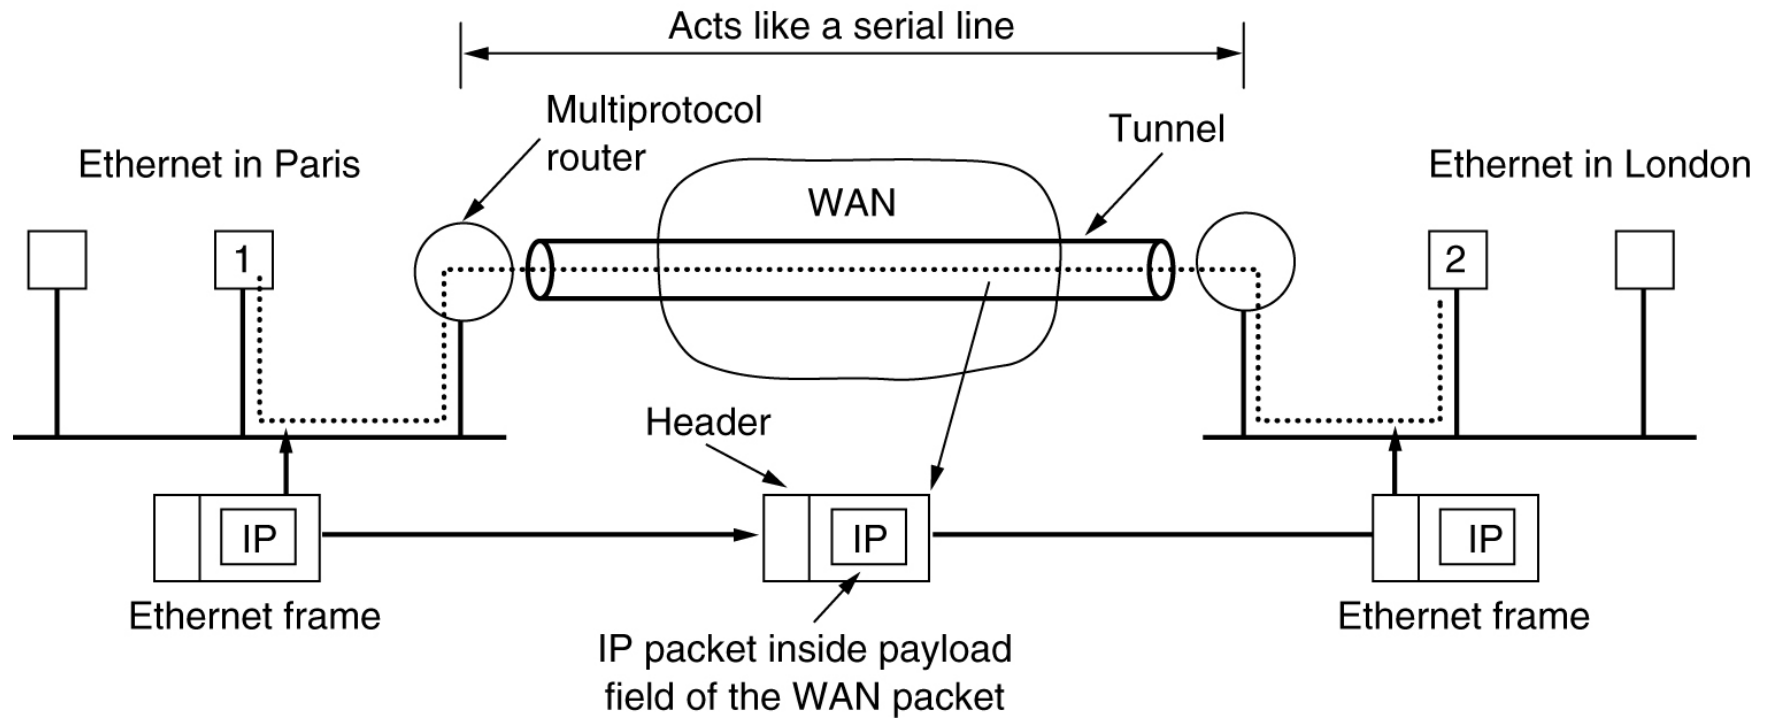 Acts like a serial line
Multiprotocol
router
Tunnel
Ethernet in Paris
Ethernet in London
WAN
1
2
Header
IP
IP
IP
Ethernet frame
Ethernet frame
IP packet inside payload
field of the WAN packet